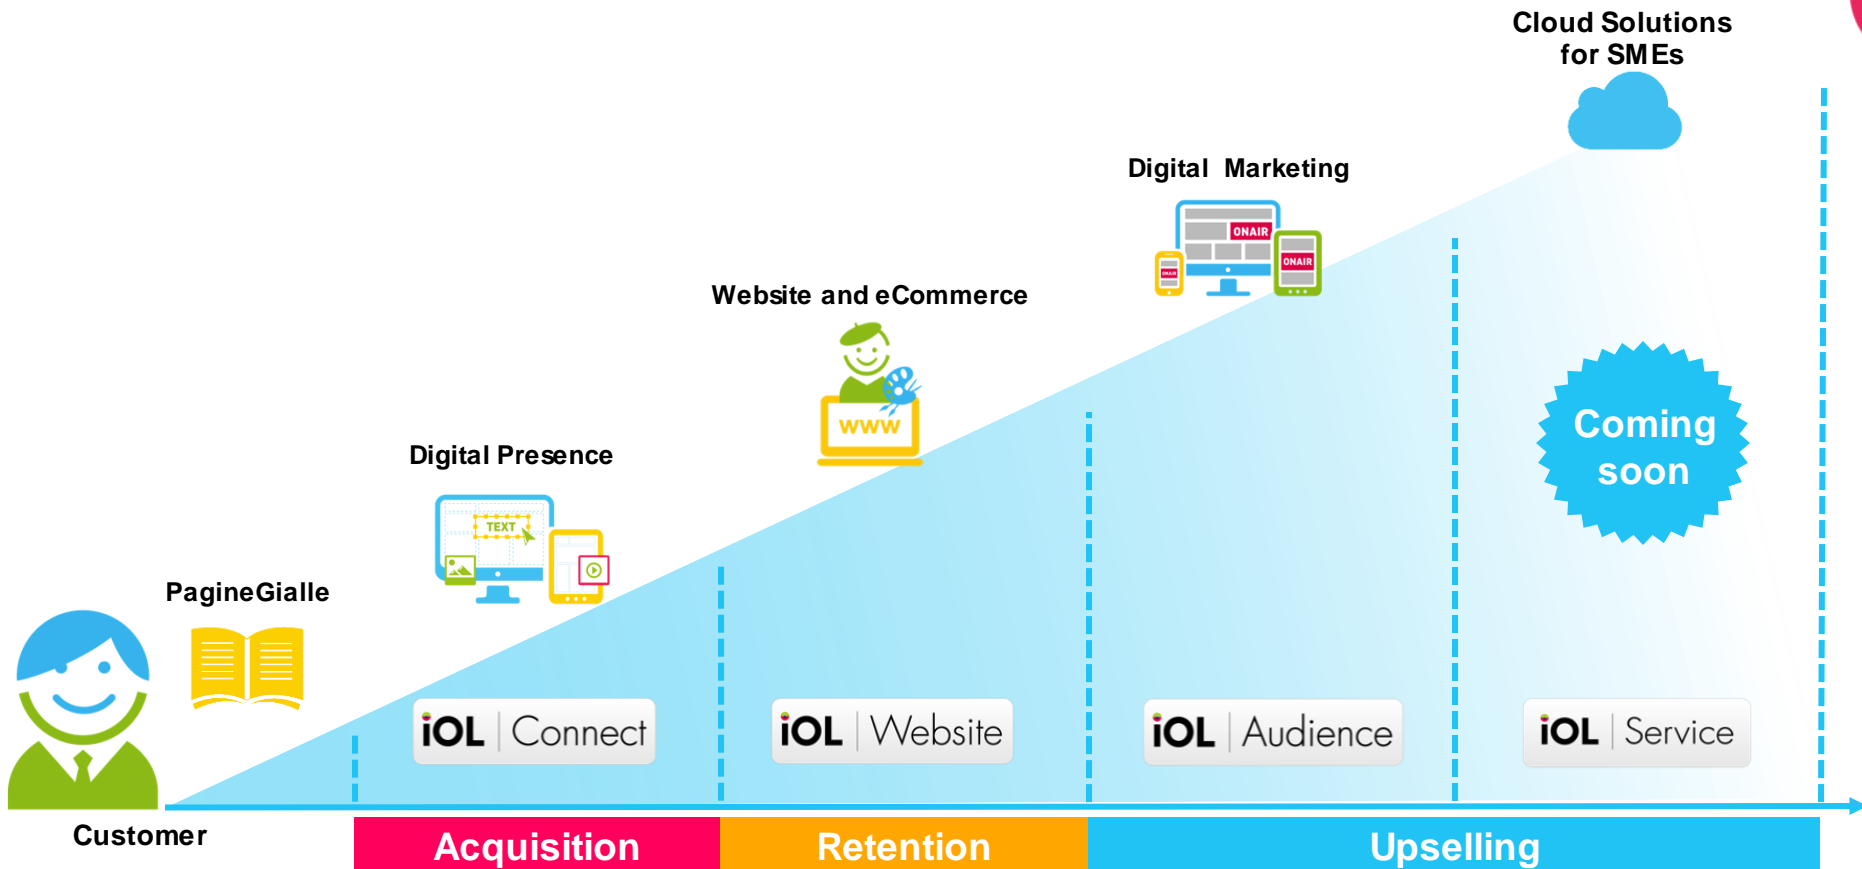 Cloud Solutions
for SMEs
Digital Marketing
ONAIR
ONAIR
ONAIR
Website and eCommerce
www
Coming
soon
Digital Presence
TEXT
PagineGialle
iOL | Connect
iOL | Website
iOL | Audience
iOL | Service
Customer
Acquisition
Retention
Upselling